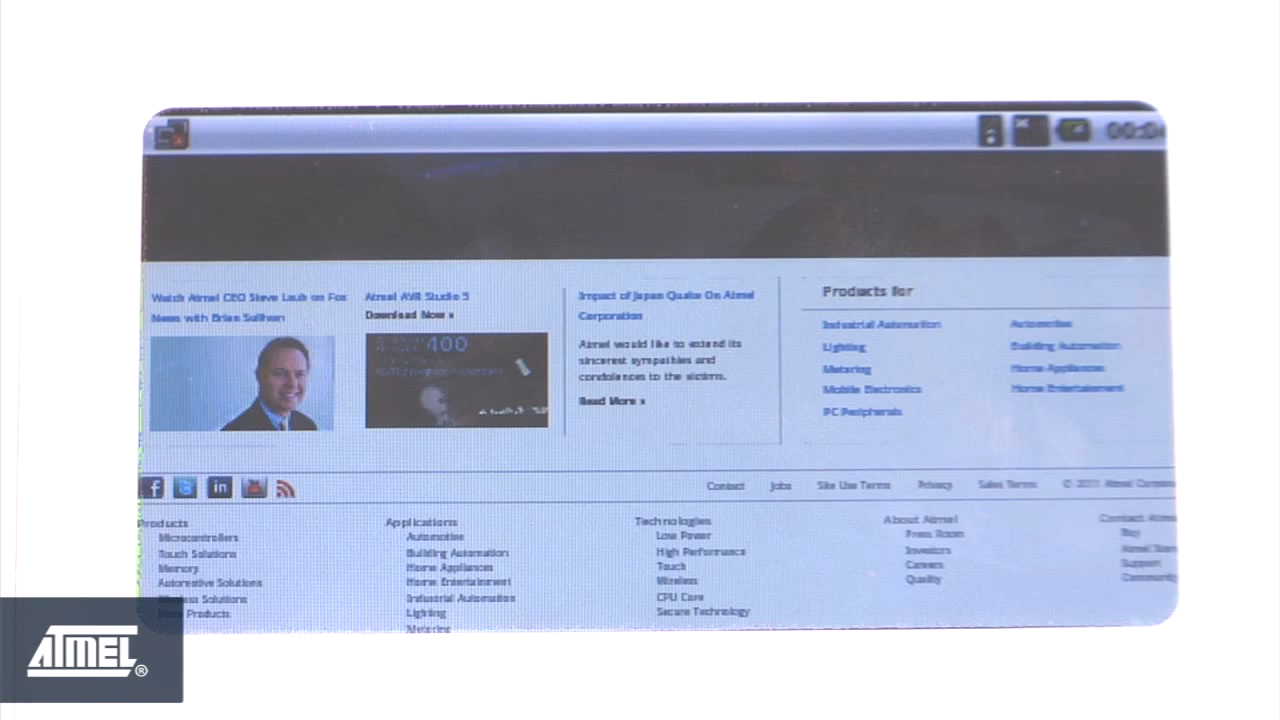 Watch Atmel CEO Steve Laub on Fox
News with Brian Sullivan
Atmel AVR Studio 5
Download Now »
400
Impact of Japan Quake On Atmel
Corporation
Atmel would like to extend its
sincerest sympathies and
condolences to the victims.
Read More »
Products for
Industrial Automation
Lighting
Metering
Mobile Electronics
PC Peripherals
Automotive
Building Automation
Home Appliances
Home Entertainment
f in
Contact Jobs Site Use Terms Privacy Sales Terms © 2011 Atmel
Products
Microcontrollers
Touch Solutions
Memory
Automotive Solutions
Wireless Solutions
More Products
Applications
Automotive
Building Automation
Home Appliances
Home Entertainment
Industrial Automation
Lighting
Metering
Technologies
Low Power
High Performance
Touch
Wireless
CPU Core
Secure Technology
About Atmel
Press Room
Investors
Careers
Quality
Contact
Buy
Support
Community
ATMEL®